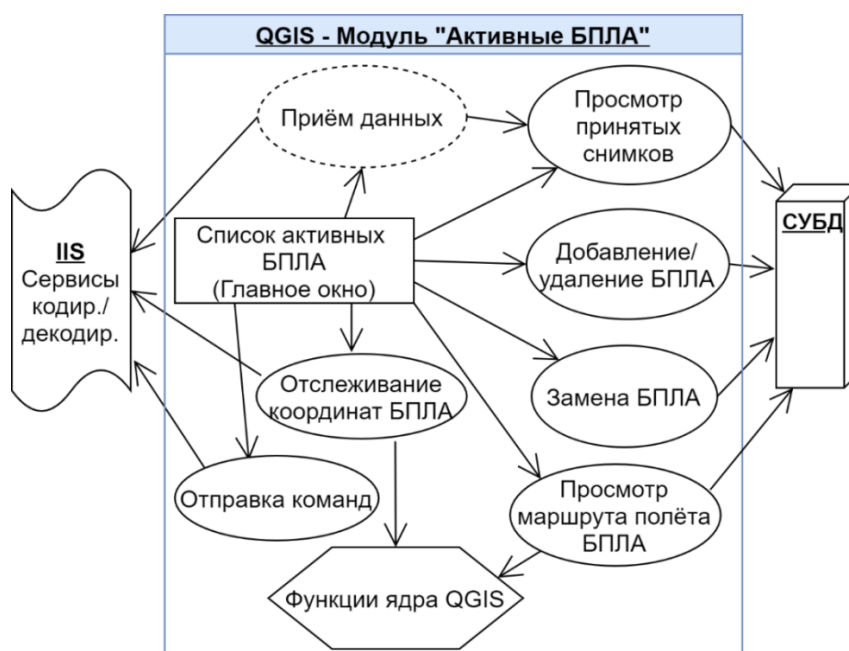 QGIS - Модуль "Активные БПЛА"
Приём данных
Просмотр
принятых
снимков
IIS
Сервисы
кодир./
декодир.
Список активных
БПЛА
(Главное окно)
Добавление/
удаление БПЛА
СУБД
Отслеживание
координат БПЛА
Замена БПЛА
Отправка команд
Просмотр
маршрута полёта
БПЛА
Функции ядра QGIS